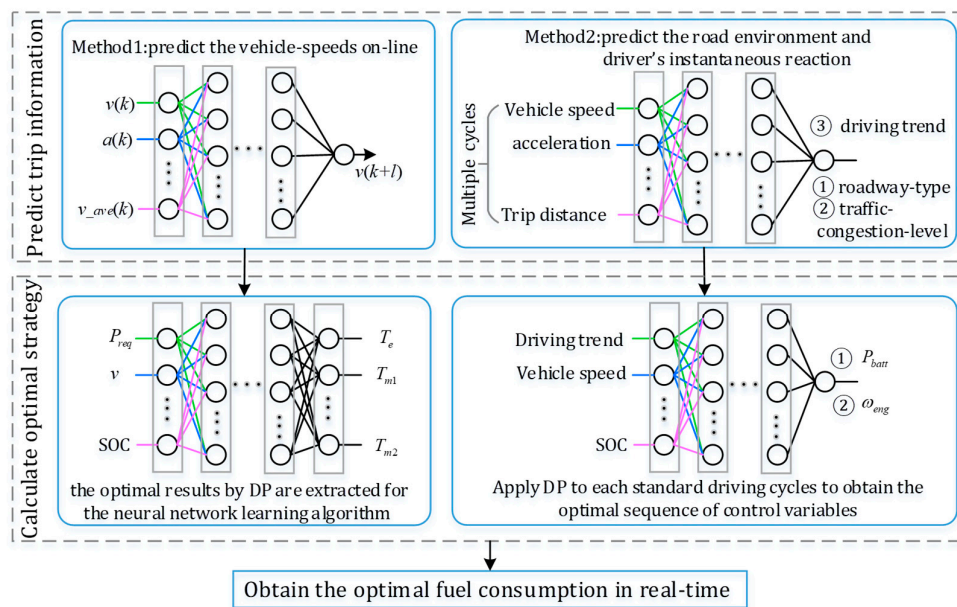 Predict trip information
Method1:predict the vehicle-speeds on-line
v(k)
a(k)
v_ave(k)
v(k+l)
Method2:predict the road environment and
driver's instantaneous reaction
Multiple cycles
Vehicle speed
acceleration
Trip distance
③ driving trend
① roadway-type
② traffic-
congestion-level
Calculate optimal strategy
P_req
v
SOC
T_e
T_m1
T_m2
the optimal results by DP are extracted for
the neural network learning algorithm
Driving trend
Vehicle speed
SOC
① P_batt
② ω_eng
Apply DP to each standard driving cycles to obtain the
optimal sequence of control variables
Obtain the optimal fuel consumption in real-time